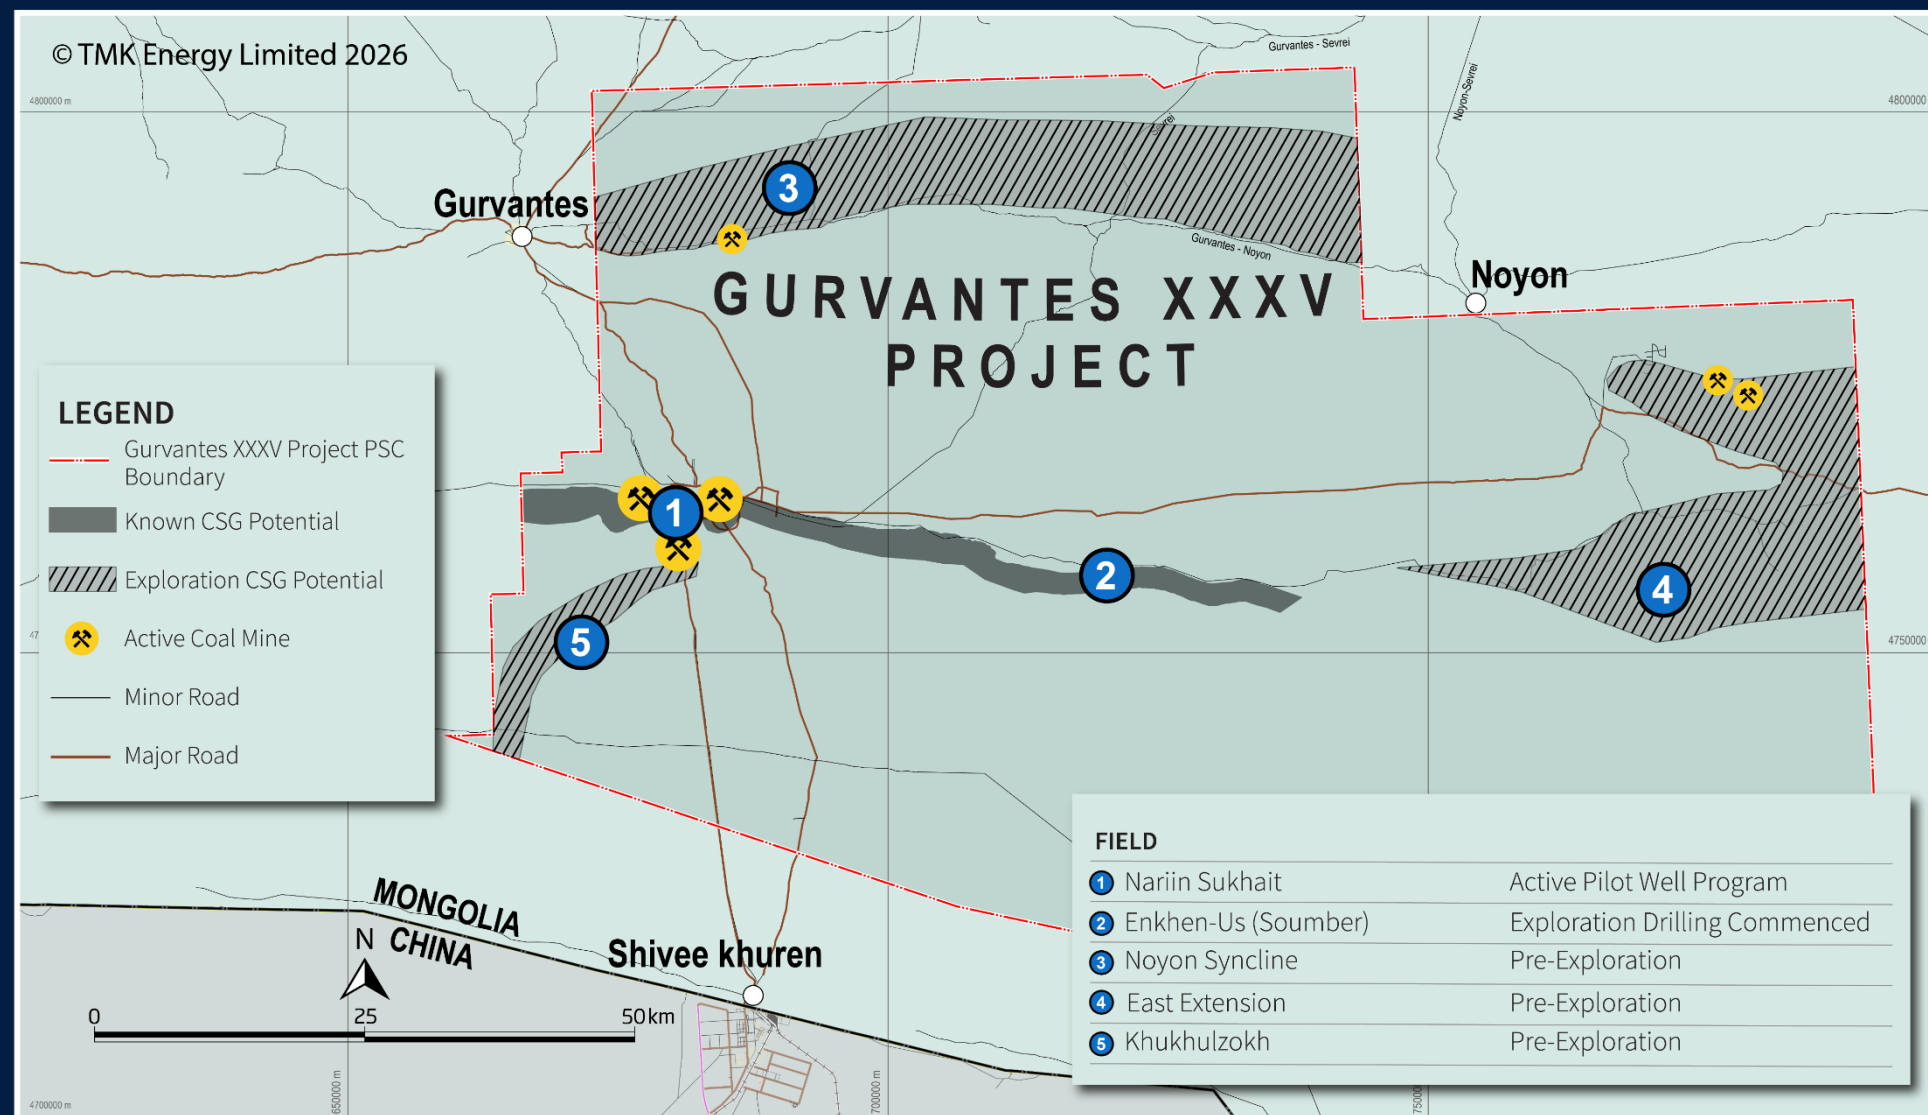 © TMK Energy Limited 2026
Gurvantes - Sevrei
Noyon-Sevrei
4800000 m
4800000
Sevrei
Gurvantes
3
Gurvantes - Noyon
GURVANTES XXXV
PROJECT
Noyon
LEGEND
Gurvantes XXXV Project PSC
Boundary
Known CSG Potential
Exploration CSG Potential
Active Coal Mine
Minor Road
Major Road
1
2
4
5
47
4750000
MONGOLIA
CHINA
N
Shivee khuren
0 25 50 km
FIELD
1 Nariin Sukhait Active Pilot Well Program
2 Enkhen-Us (Soumber) Exploration Drilling Commenced
3 Noyon Syncline Pre-Exploration
4 East Extension Pre-Exploration
5 Khukhulzokh Pre-Exploration
4700000 m
650000 m
700000 m